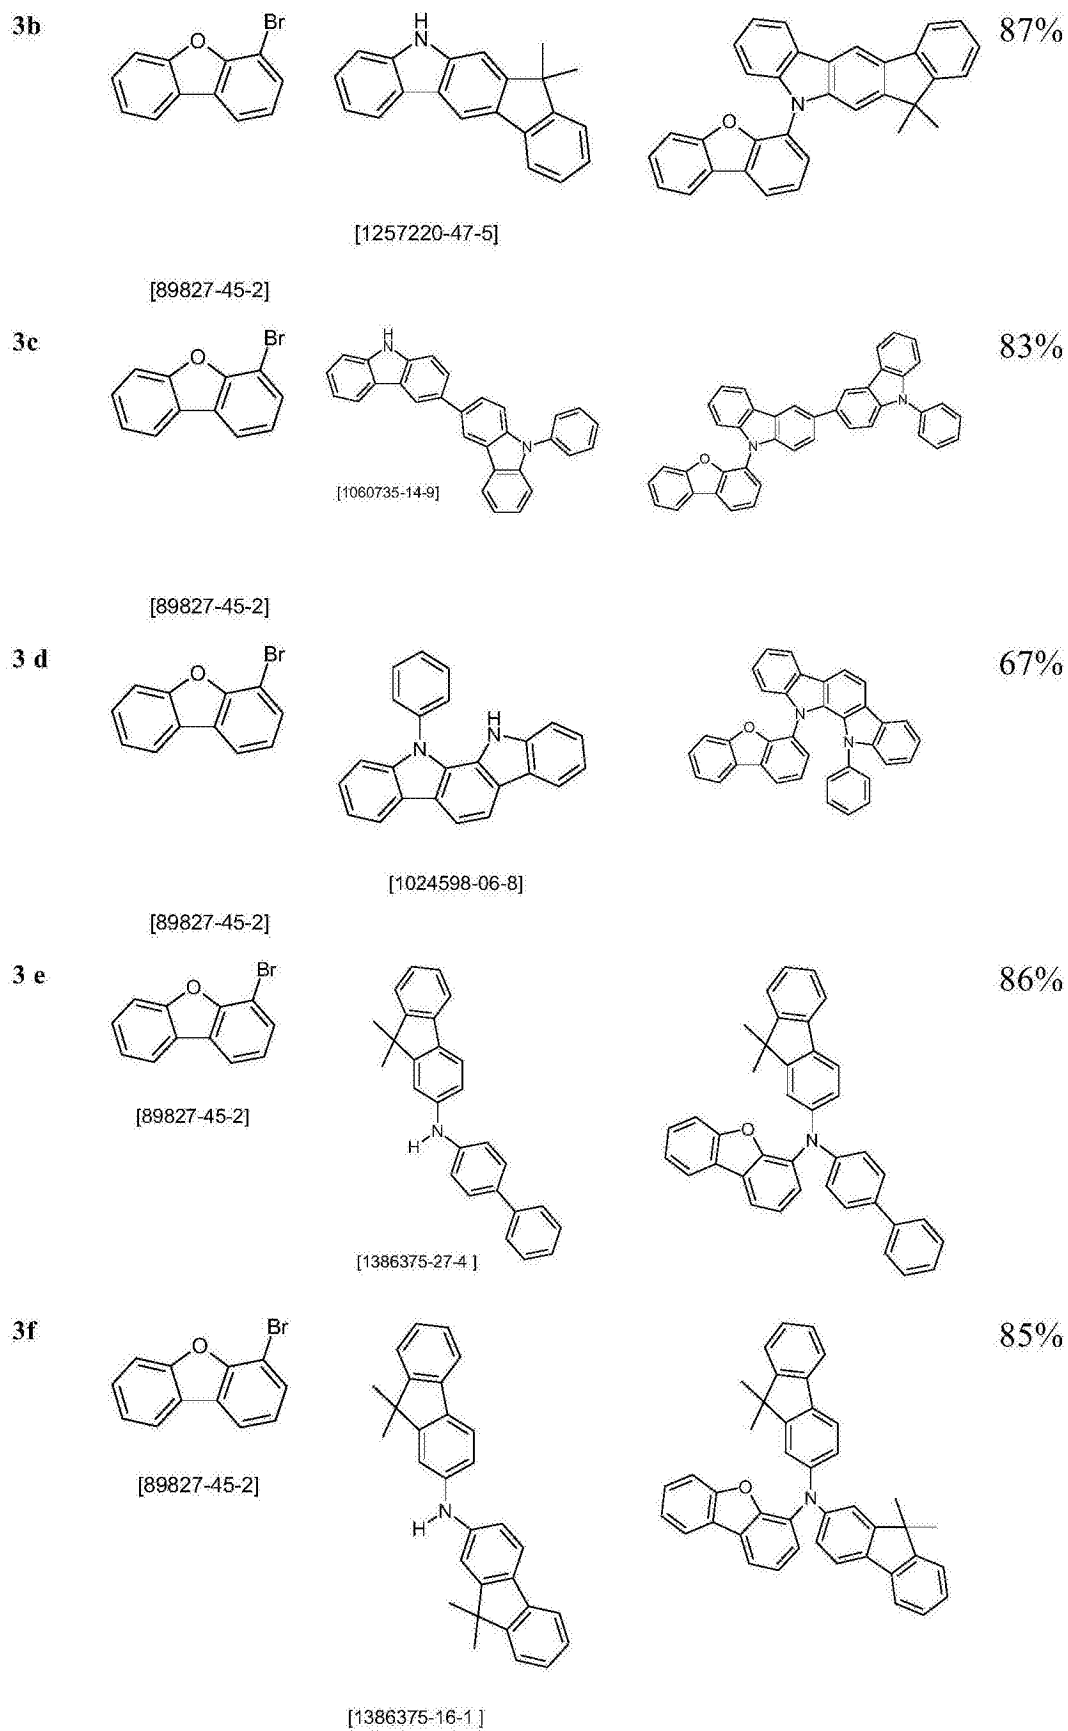 3b
Br
O
H
N
N
O
87%
[1257220-47-5]
[89827-45-2]
3c
Br
O
H
N
N
N
N
O
83%
[1060735-14-9]
[89827-45-2]
3 d
Br
O
N
H
N
N
O
N
67%
[1024598-06-8]
[89827-45-2]
3 e
Br
O
N
H
O
N
86%
[89827-45-2]
[1386375-27-4 ]
3f
Br
O
N
H
O
N
85%
[89827-45-2]
[1386375-16-1 ]